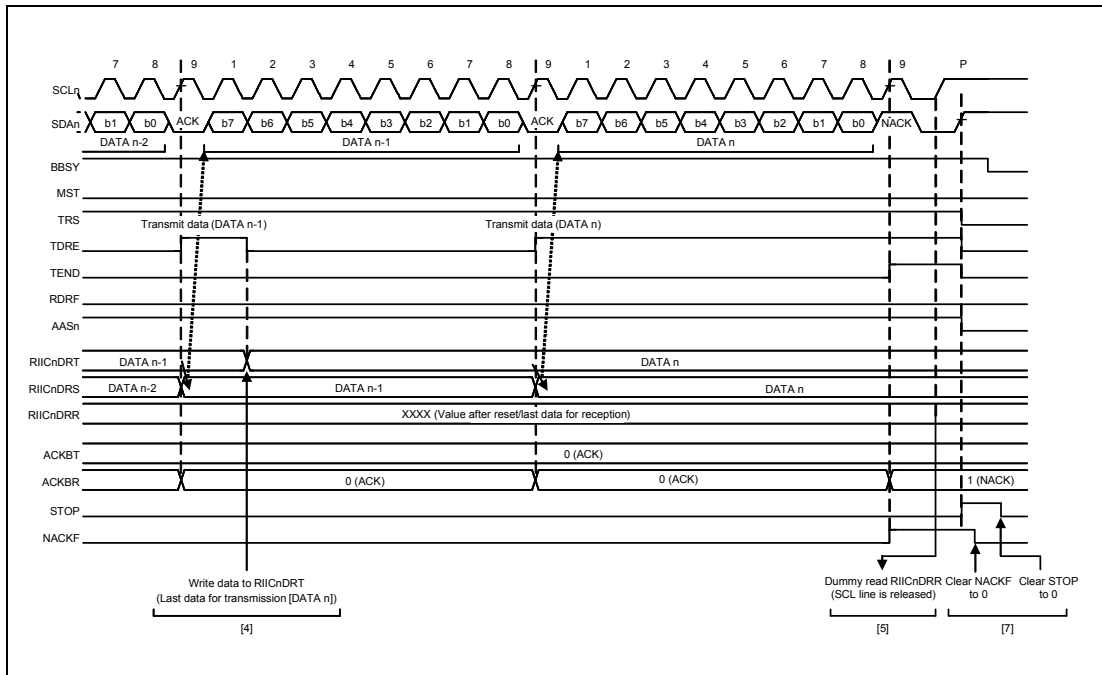 7 8 9 1 2 3 4 5 6 7 8 9 1 2 3 4 5 6 7 8 9 P
SCLn
SDAn b1 b0 ACK b7 b6 b5 b4 b3 b2 b1 b0 ACK b7 b6 b5 b4 b3 b2 b1 b0 NACK
DATA n-2 DATA n-1 DATA n
BBSY
MST
TRS
Transmit data (DATA n-1) Transmit data (DATA n)
TDRE
TEND
RDRF
AASn
RIICnDRT DATA n-1 DATA n
RIICnDRS DATA n-2 DATA n-1 DATA n
RIICnDRR XXXX (Value after reset/last data for reception)
ACKBT 0 (ACK)
ACKBR 0 (ACK) 0 (ACK) 1 (NACK)
STOP
NACKF
Write data to RIICnDRT Dummy read RIICnDRR Clear NACKF Clear STOP
(Last data for transmission [DATA n]) (SCL line is released) to 0 to 0
[4] [5] [7]